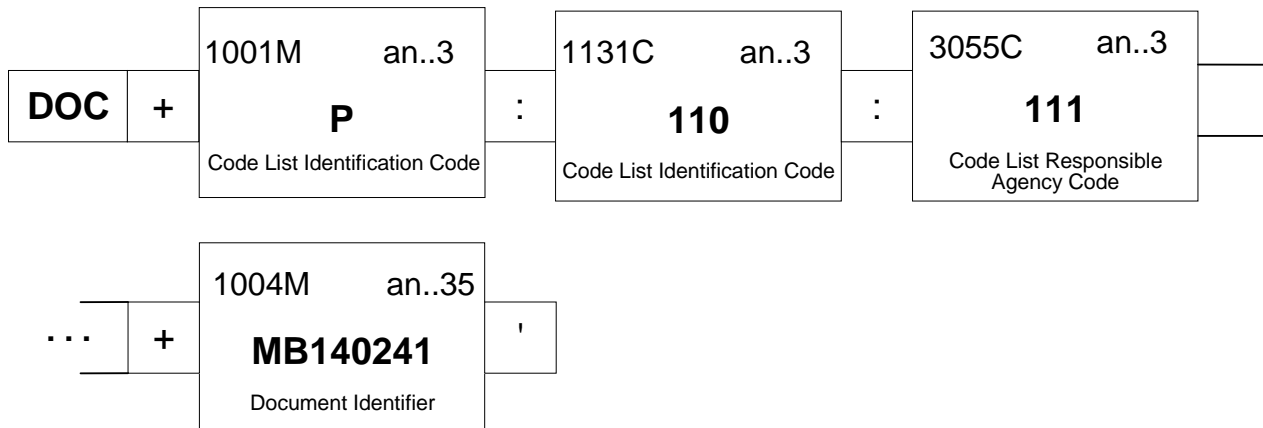 1001M an..3 1131C an..3 3055C an..3
DOC + P : 110 : 111
Code List Identification Code Code List Identification Code Code List Responsible
Agency Code
1004M an..35
... + MB140241 '
Document Identifier